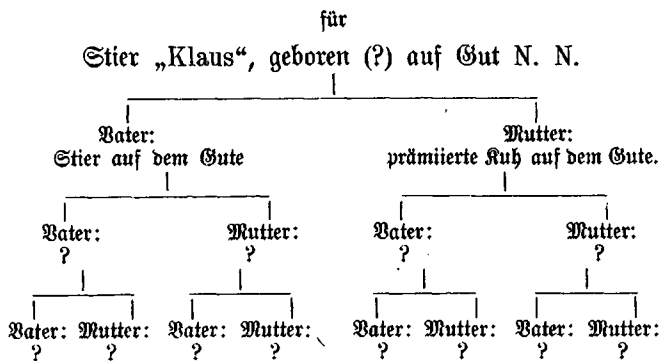 für
Stier „Klaus“, geboren (?) auf Gut N. N.
Vater: Mutter:
Stier auf dem Gute prämiierte Kuh auf dem Gute.
Vater: Mutter: Vater: Mutter:
? ? ? ?
Vater: Mutter: Vater: Mutter: Vater: Mutter: Vater: Mutter:
? ? ? ? ? ? ? ?